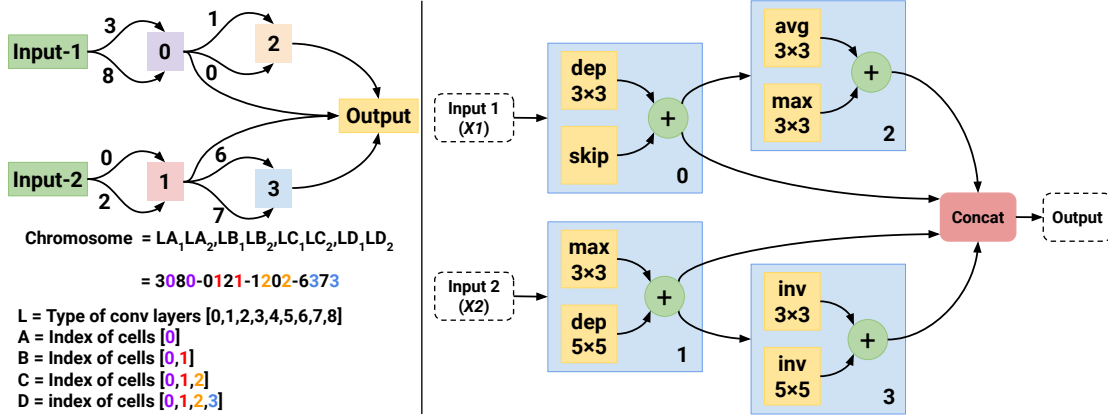 3
1
Input-1
0
2
8
0
Output
0
6
Input-2
1
3
2
7
Chromosome = LA1LA2,LB1LB2,LC1LC2,LD1LD2
= 3080-0121-1202-6373
L = Type of conv layers [0,1,2,3,4,5,6,7,8]
A = Index of cells [0]
B = Index of cells [0,1]
C = Index of cells [0,1,2]
D = index of cells [0,1,2,3]
Input 1
(X1)
dep
3×3
skip
+
0
avg
3×3
max
3×3
+
2
Input 2
(X2)
max
3×3
dep
5×5
+
1
inv
3×3
inv
5×5
+
3
Concat
Output